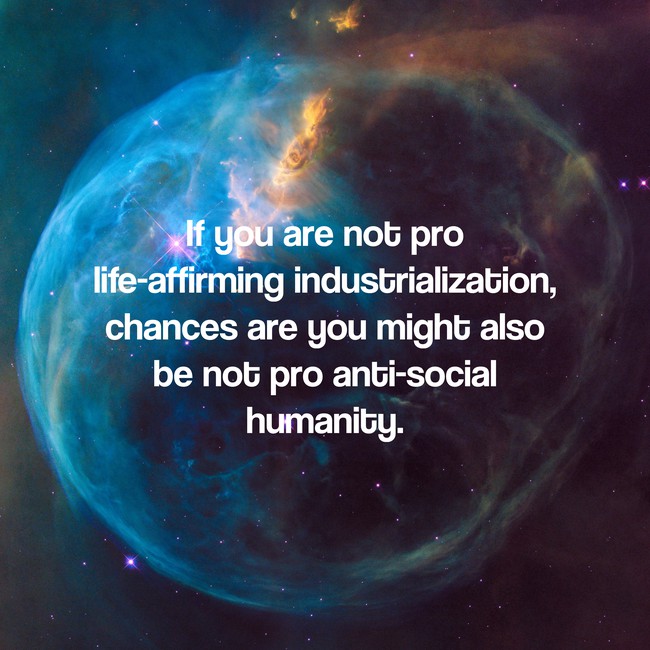 If you are not pro
life-affirming industrialization,
chances are you might also
be not pro anti-social
humanity.